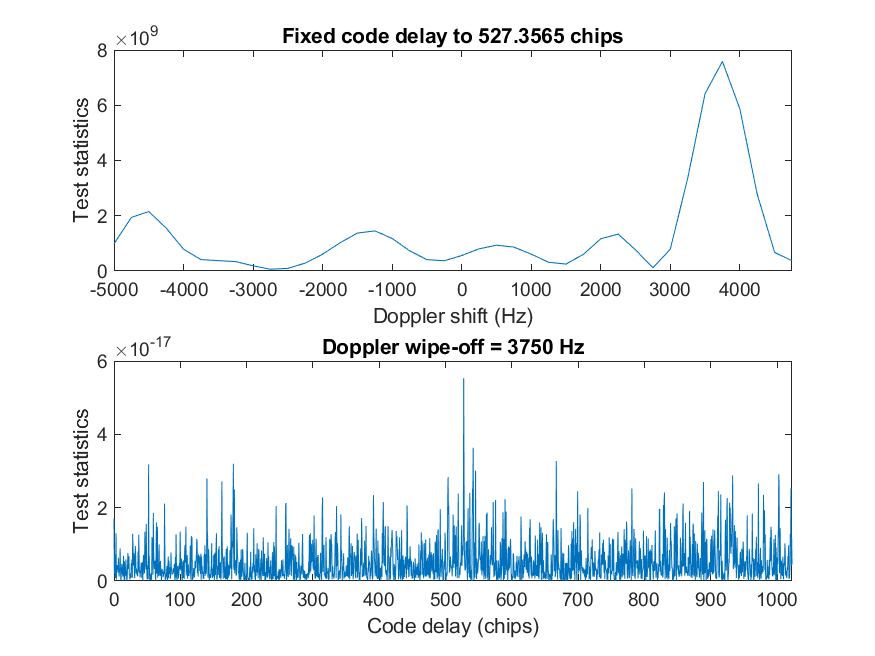 ×10^9
Fixed code delay to 527.3565 chips
8
6
4
2
0
Test statistics
-5000 -4000 -3000 -2000 -1000 0 1000 2000 3000 4000
Doppler shift (Hz)
×10^-17
Doppler wipe-off = 3750 Hz
6
4
2
0
Test statistics
0 100 200 300 400 500 600 700 800 900 1000
Code delay (chips)